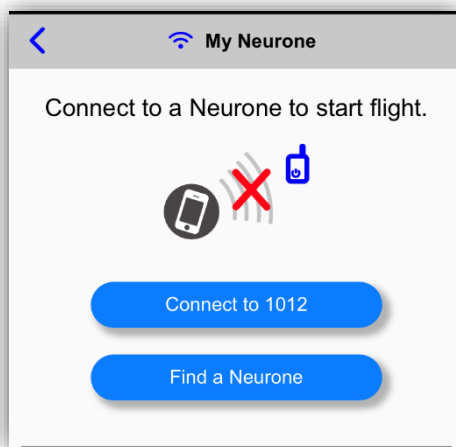 My Neurone
Connect to a Neurone to start flight.
Connect to 1012
Find a Neurone